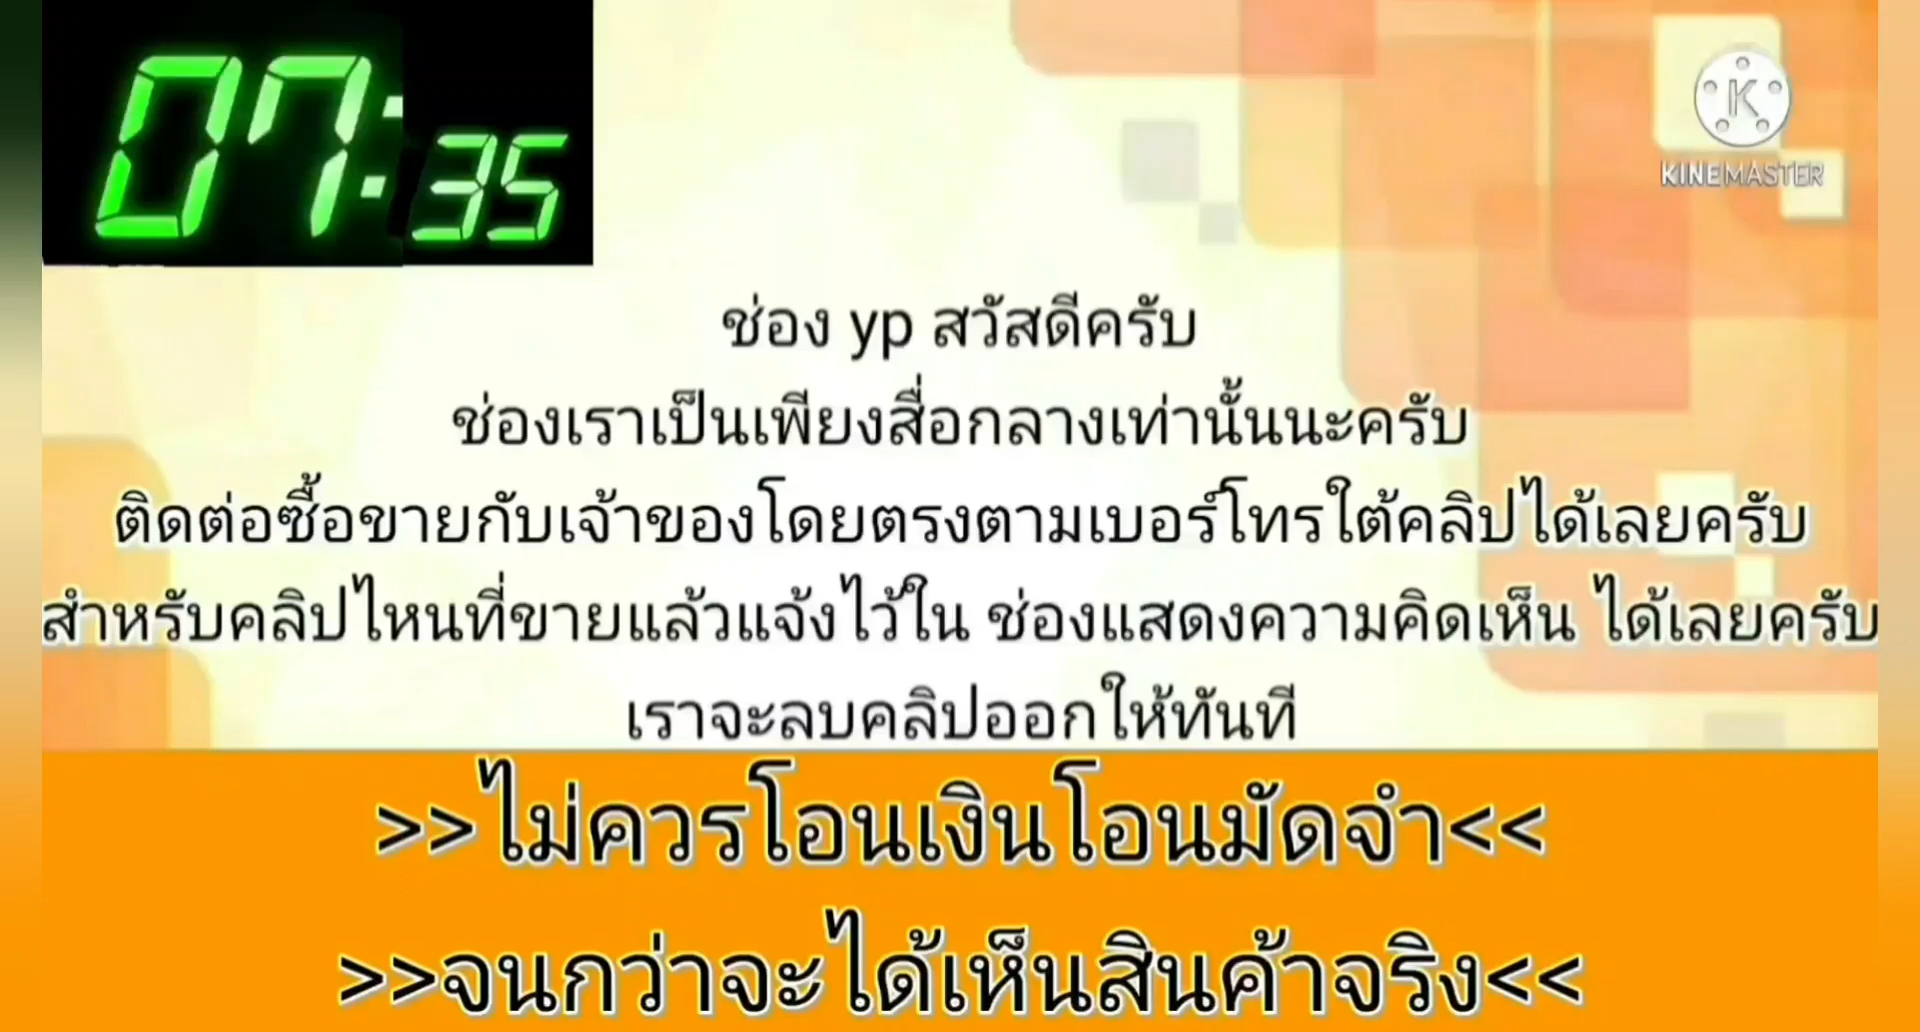 07:35
KINEMASTER
ช่อง yp สวัสดีครับ
ช่องเราเป็นเพียงสื่อกลางเท่านั้นนะครับ
ติดต่อซื้อขายกับเจ้าของโดยตรงตามเบอร์โทรใต้คลิปได้เลยครับ
สำหรับคลิปไหนที่ขายแล้วแจ้งไว้ใน ช่องแสดงความคิดเห็น ได้เลยครับ
เราจะลบคลิปออกให้ทันที
>>ไม่ควรโอนเงินโอนมัดจำ<<
>>จนกว่าจะได้เห็นสินค้าจริง<<